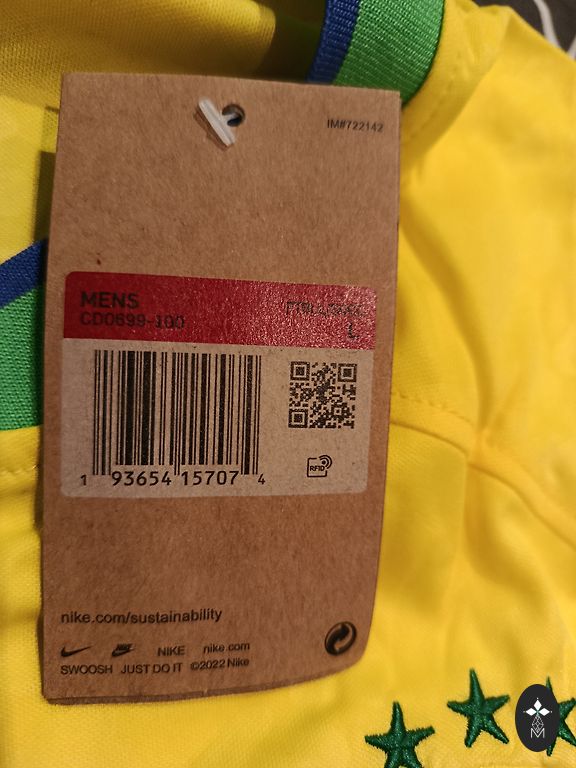 IM#722142
MENS
CD0699-100
L
1 93654 15707 4
RFID
nike.com/sustainability
NIKE nike.com
SWOOSH JUST DO IT ©2022 Nike
M